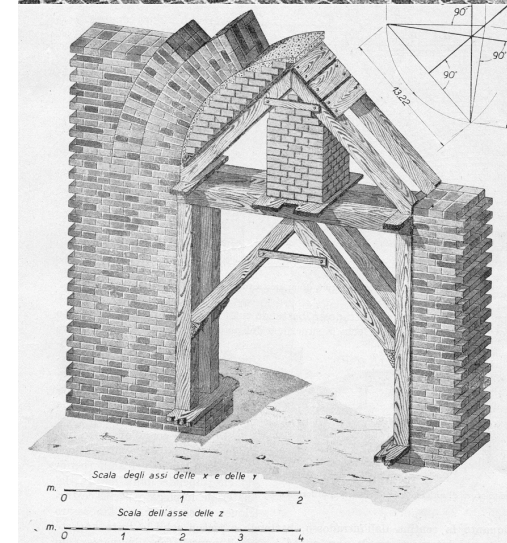 90°
90°
90°
13,22
Scala degli assi delle x e delle y
m.
0 1 2
Scala dell'asse delle z
m.
0 1 2 3 4